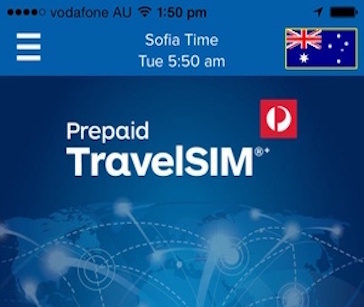 vodafone AU 1:50 pm
Sofia Time
Tue 5:50 am
Prepaid
TravelSIM®+